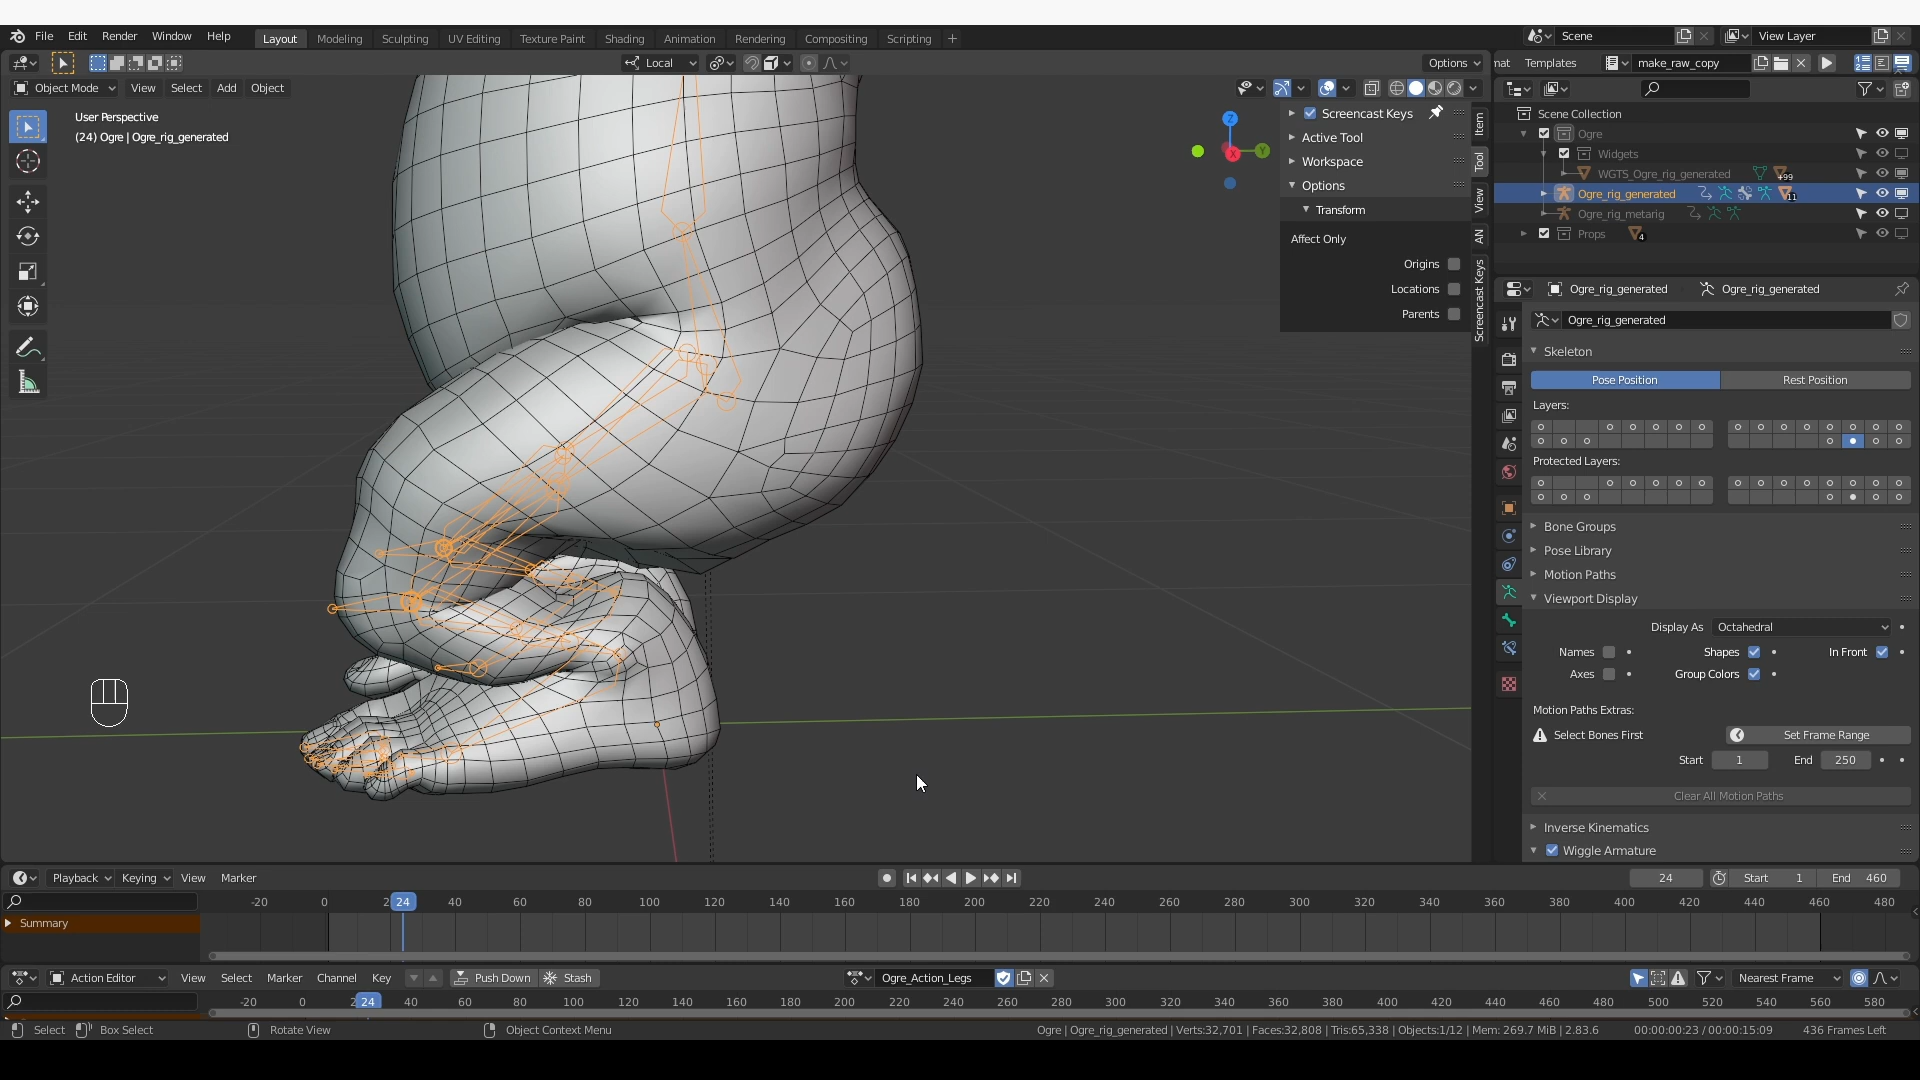 File Edit Render Window Help Layout Modeling Sculpting UV Editing Texture Paint Shading Animation Rendering Compositing Scripting + Scene View Layer
Local Options mat Templates make_raw_copy
Object Mode View Select Add Object
User Perspective
(24) Ogre | Ogre_rig_generated
Z
Y
X
Screencast Keys
Active Tool
Workspace
Options
Transform
Affect Only
Origins
Locations
Parents
Item
Tool
View
AN
Screencast Keys
Scene Collection
Ogre
Widgets
WGTS_Ogre_rig_generated +99
Ogre_rig_generated 11
Ogre_rig_metarig
Props 4
Ogre_rig_generated Ogre_rig_generated
Ogre_rig_generated
Skeleton
Pose Position Rest Position
Layers:
Protected Layers:
Bone Groups
Pose Library
Motion Paths
Viewport Display
Display As Octahedral
Names Shapes In Front
Axes Group Colors
Motion Paths Extras:
Select Bones First Set Frame Range
Start 1 End 250
Clear All Motion Paths
Inverse Kinematics
Wiggle Armature
Playback Keying View Marker 24 Start 1 End 460
-20 0 2 24 40 60 80 100 120 140 160 180 200 220 240 260 280 300 320 340 360 380 400 420 440 460 480
Summary
Action Editor View Select Marker Channel Key Push Down Stash Ogre_Action_Legs Nearest Frame
-20 0 2 24 40 60 80 100 120 140 160 180 200 220 240 260 280 300 320 340 360 380 400 420 440 460 480 500 520 540 560 580
Select Box Select Rotate View Object Context Menu Ogre | Ogre_rig_generated | Verts:32,701 | Faces:32,808 | Tris:65,338 | Objects:1/12 | Mem: 269.7 MiB | 2.83.6 00:00:00:23 / 00:00:15:09 436 Frames Left